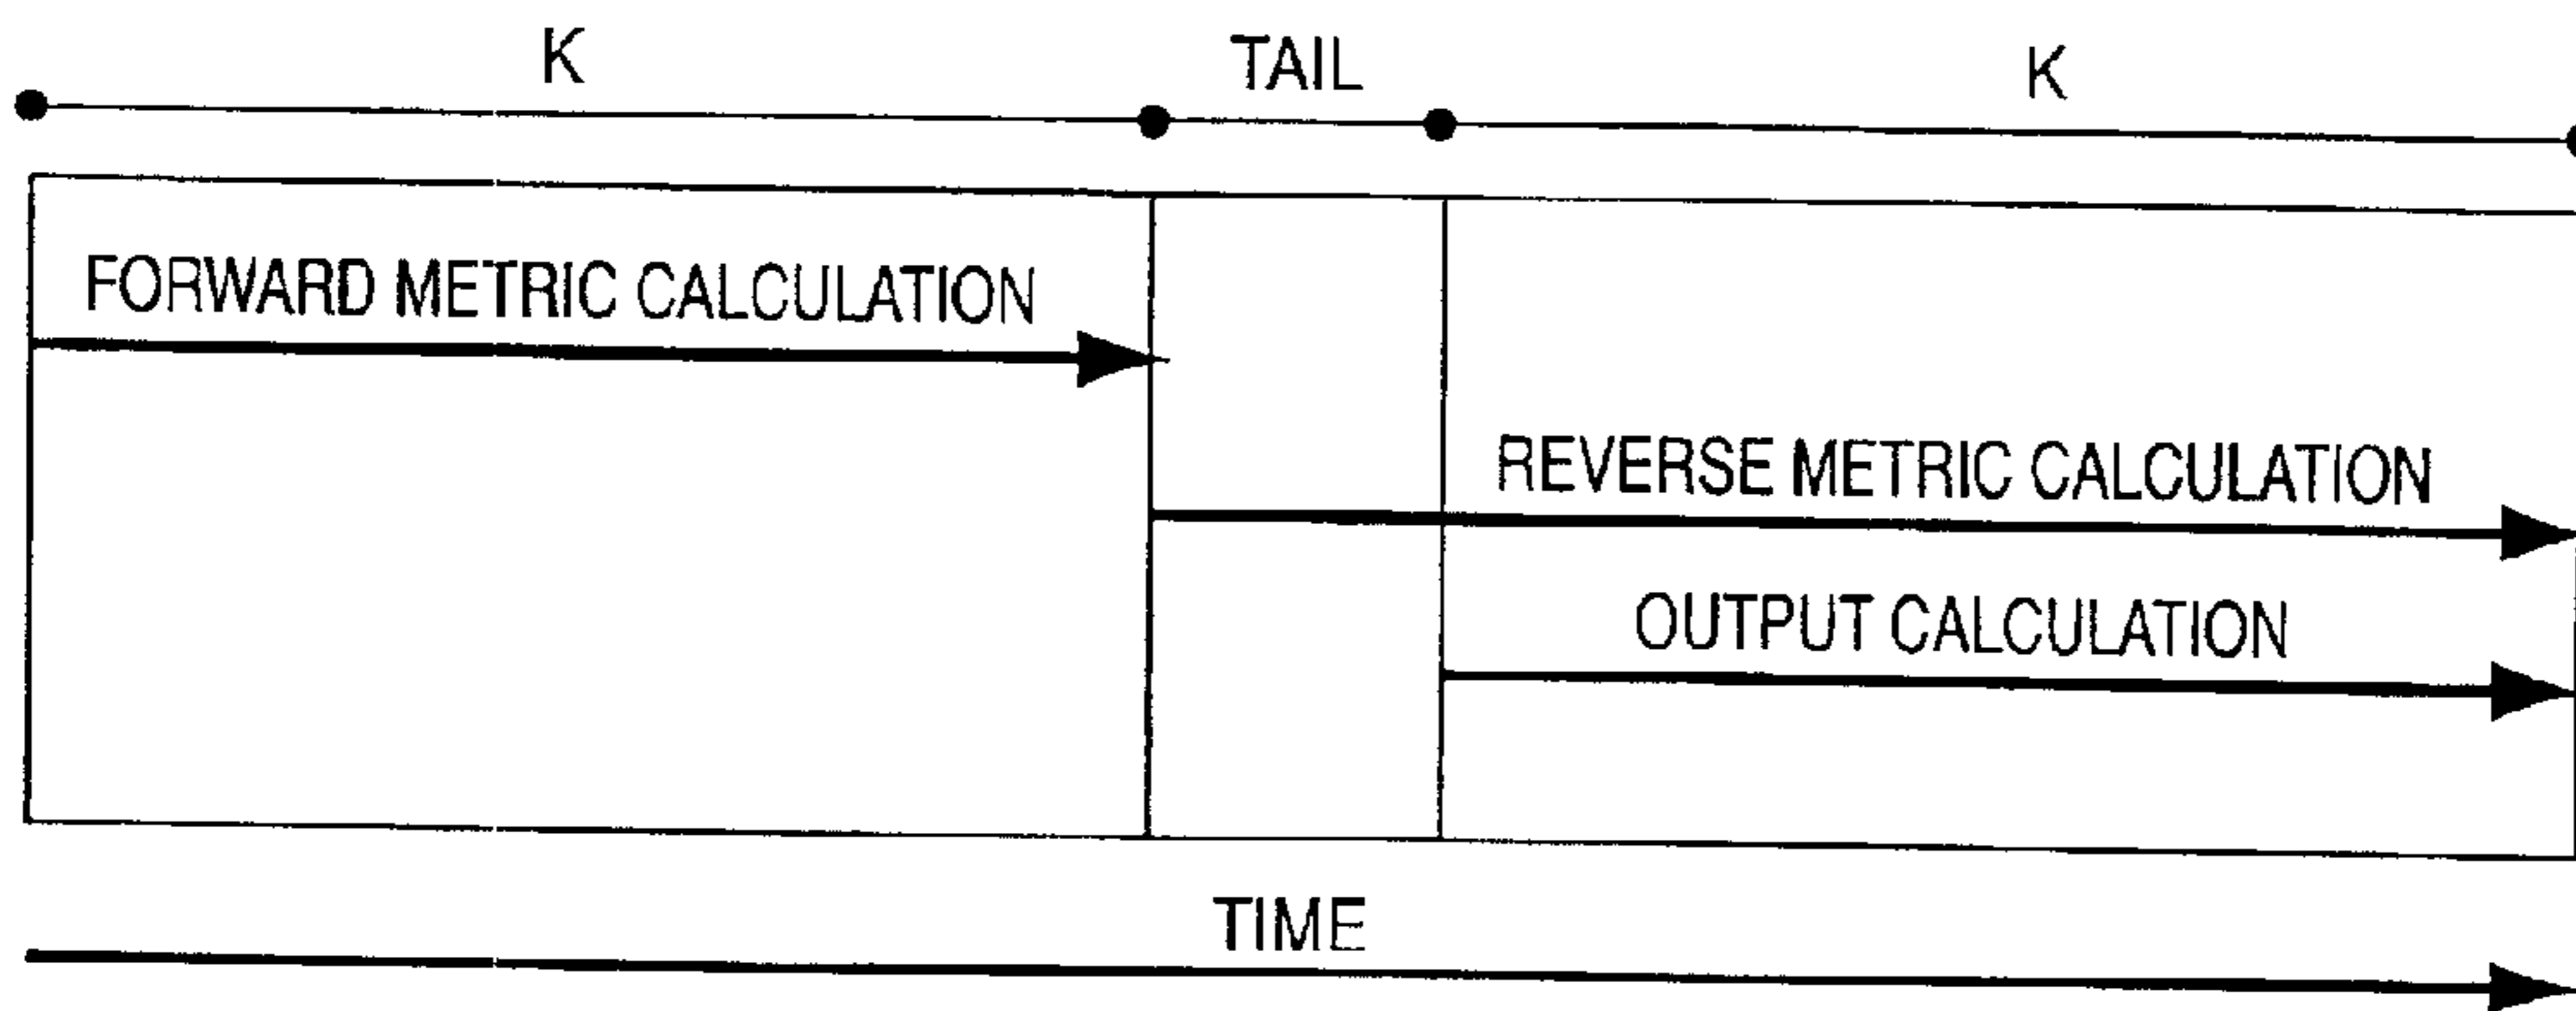 K
TAIL
K
FORWARD METRIC CALCULATION
REVERSE METRIC CALCULATION
OUTPUT CALCULATION
TIME